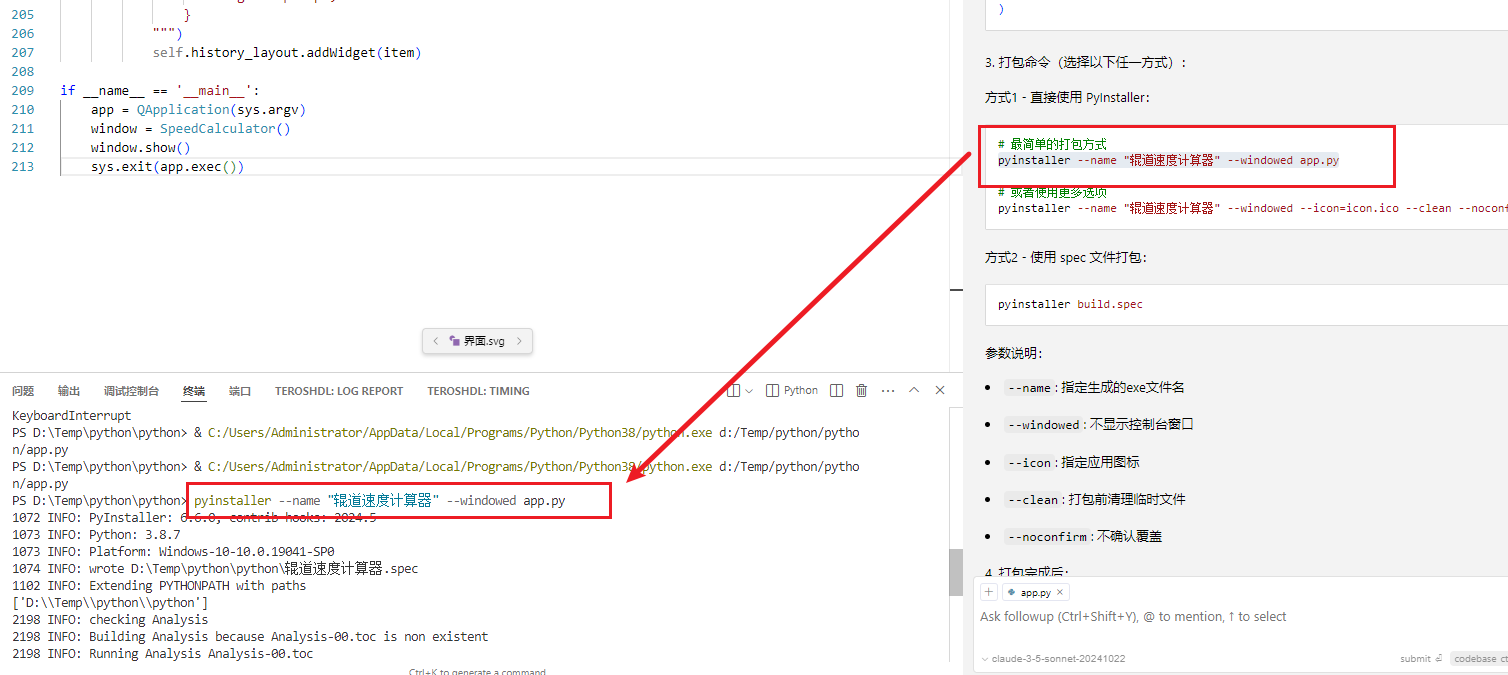 205
}
206 """)
207 self.history_layout.addWidget(item)
208
209 if __name__ == '__main__':
210 app = QApplication(sys.argv)
211 window = SpeedCalculator()
212 window.show()
213 sys.exit(app.exec())
界面.svg
问题 输出 调试控制台 终端 端口 TEROSHDL: LOG REPORT TEROSHDL: TIMING Python
KeyboardInterrupt
PS D:\Temp\python\python> & C:/Users/Administrator/AppData/Local/Programs/Python/Python38/python.exe d:/Temp/python/pytho
n/app.py
PS D:\Temp\python\python> & C:/Users/Administrator/AppData/Local/Programs/Python/Python38/python.exe d:/Temp/python/pytho
n/app.py
PS D:\Temp\python\python> pyinstaller --name "辊道速度计算器" --windowed app.py
1072 INFO: PyInstaller: 6.6.0, contrib hooks: 2024.5
1073 INFO: Python: 3.8.7
1073 INFO: Platform: Windows-10-10.0.19041-SP0
1074 INFO: wrote D:\Temp\python\python\辊道速度计算器.spec
1102 INFO: Extending PYTHONPATH with paths
['D:\\Temp\\python\\python']
2198 INFO: checking Analysis
2198 INFO: Building Analysis because Analysis-00.toc is non existent
2198 INFO: Running Analysis Analysis-00.toc
Ctrl+K to generate a command
)
3. 打包命令（选择以下任一方式）:
方式1 - 直接使用 PyInstaller:
# 最简单的打包方式
pyinstaller --name "辊道速度计算器" --windowed app.py
# 或者使用更多选项
pyinstaller --name "辊道速度计算器" --windowed --icon=icon.ico --clean
方式2 - 使用 spec 文件打包:
pyinstaller build.spec
参数说明:
• --name : 指定生成的exe文件名
• --windowed : 不显示控制台窗口
• --icon : 指定应用图标
• --clean : 打包前清理临时文件
• --noconfirm : 不确认覆盖
4. 打包完成后:
+ app.py ×
Ask followup (Ctrl+Shift+Y), @ to mention, ↑ to select
claude-3-5-sonnet-20241022 submit codebase